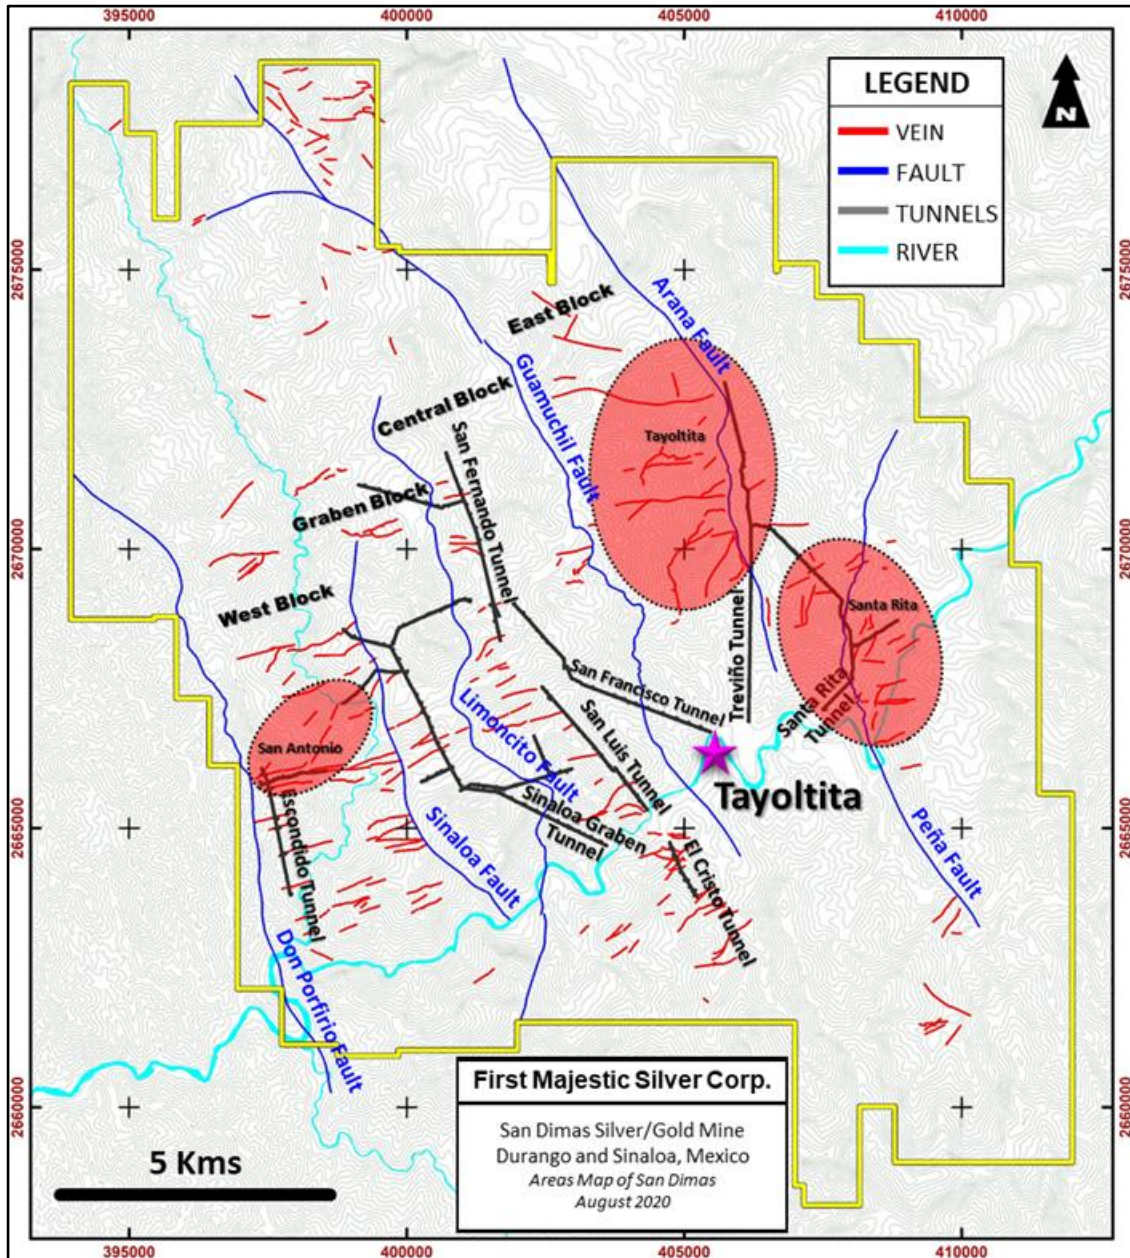 395000
400000
405000
410000
LEGEND
VEIN
FAULT
TUNNELS
RIVER
N
2675000
2675000
East Block
Arana Fault
Central Block
Guamuchil Fault
San Fernando Tunnel
Tayoltita
Graben Block
2670000
2670000
West Block
Santa Rita
Treviño Tunnel
San Francisco Tunnel
Santa Rita
Tunnel
San Luis Tunnel
Limoncito Fault
San Antonio
Tayoltita
Escondido Tunnel
Sinaloa Fault
Sinaloa Graben
Tunnel
El Cristo Tunnel
Peña Fault
2665000
2665000
Don Porfirio Fault
First Majestic Silver Corp.
San Dimas Silver/Gold Mine
Durango and Sinaloa, Mexico
Areas Map of San Dimas
August 2020
2660000
2660000
5 Kms
395000
400000
405000
410000